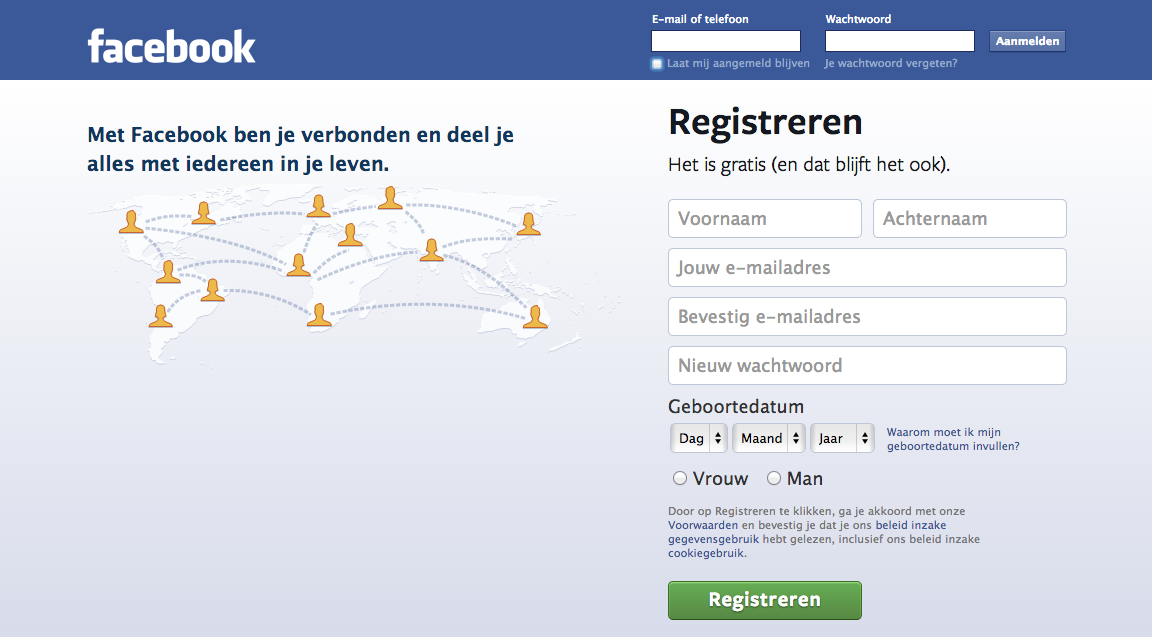 facebook
E-mail of telefoon
Wachtwoord
Aanmelden
Laat mij aangemeld blijven
Je wachtwoord vergeten?
Met Facebook ben je verbonden en deel je
alles met iedereen in je leven.
Registreren
Het is gratis (en dat blijft het ook).
Voornaam
Achternaam
Jouw e-mailadres
Bevestig e-mailadres
Nieuw wachtwoord
Geboortedatum
Dag
Maand
Jaar
Waarom moet ik mijn
geboortedatum invullen?
Vrouw
Man
Door op Registreren te klikken, ga je akkoord met onze
Voorwaarden en bevestig je dat je ons beleid inzake
gegevensgebruik hebt gelezen, inclusief ons beleid inzake
cookiegebruik.
Registreren